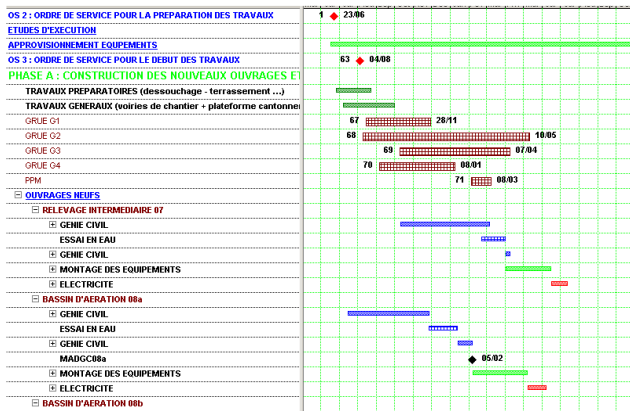 OS 2 : ORDRE DE SERVICE POUR LA PREPARATION DES TRAVAUX 1 23/06
ETUDES D'EXECUTION
APPROVISIONNEMENT EQUPEMENTS
OS 3 : ORDRE DE SERVICE POUR LE DEBUT DES TRAVAUX 63 04/08
PHASE A : CONSTRUCTION DES NOUVEAUX OUVRAGES ET
TRAVAUX PREPARATOIRES (dessouchage - terrassement ...)
TRAVAUX GENERAUX (voiries de chantier + plateforme cantonne
GRUE G1 67 28/11
GRUE G2 68 10/05
GRUE G3 69 07/04
GRUE G4 70 08/01
PPM 71 08/03
OUVRAGES NEUFS
RELEVAGE INTERMEDIAIRE 07
GENIE CIVIL
ESSAI EN EAU
GENIE CIVIL
MONTAGE DES EQUIPEMENTS
ELECTRICITE
BASSIN D'AERATION 08a
GENIE CIVIL
ESSAI EN EAU
GENIE CIVIL
MADGC08a 05/02
MONTAGE DES EQUIPEMENTS
ELECTRICITE
BASSIN D'AERATION 08b